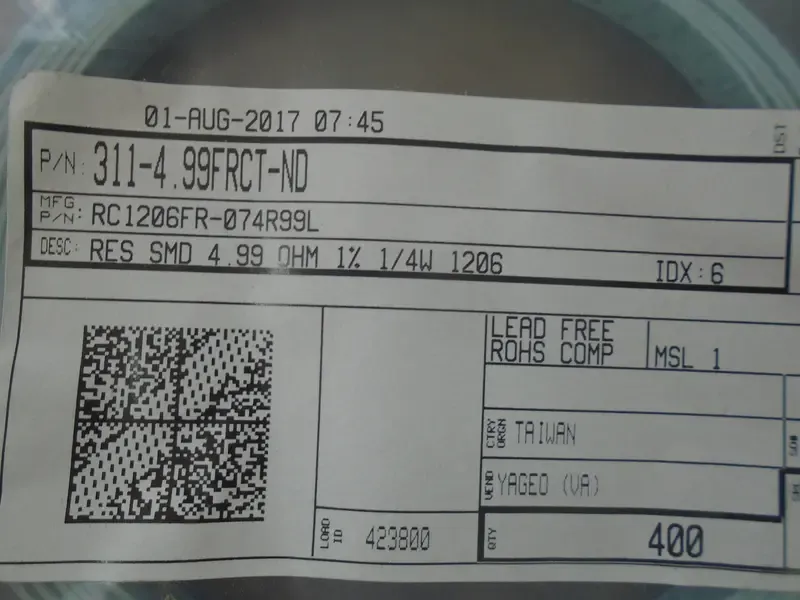 01-AUG-2017 07:45
DST
P/N: 311-4.99FRCT-ND
MFG
P/N: RC1206FR-074R99L
DESC: RES SMD 4.99 OHM 1% 1/4W 1206 IDX:6
LEAD FREE
ROHS COMP
MSL 1
CTRY
ORGN TAIWAN
VEND YAGEO (VA)
LOAD
ID 423800
QTY 400